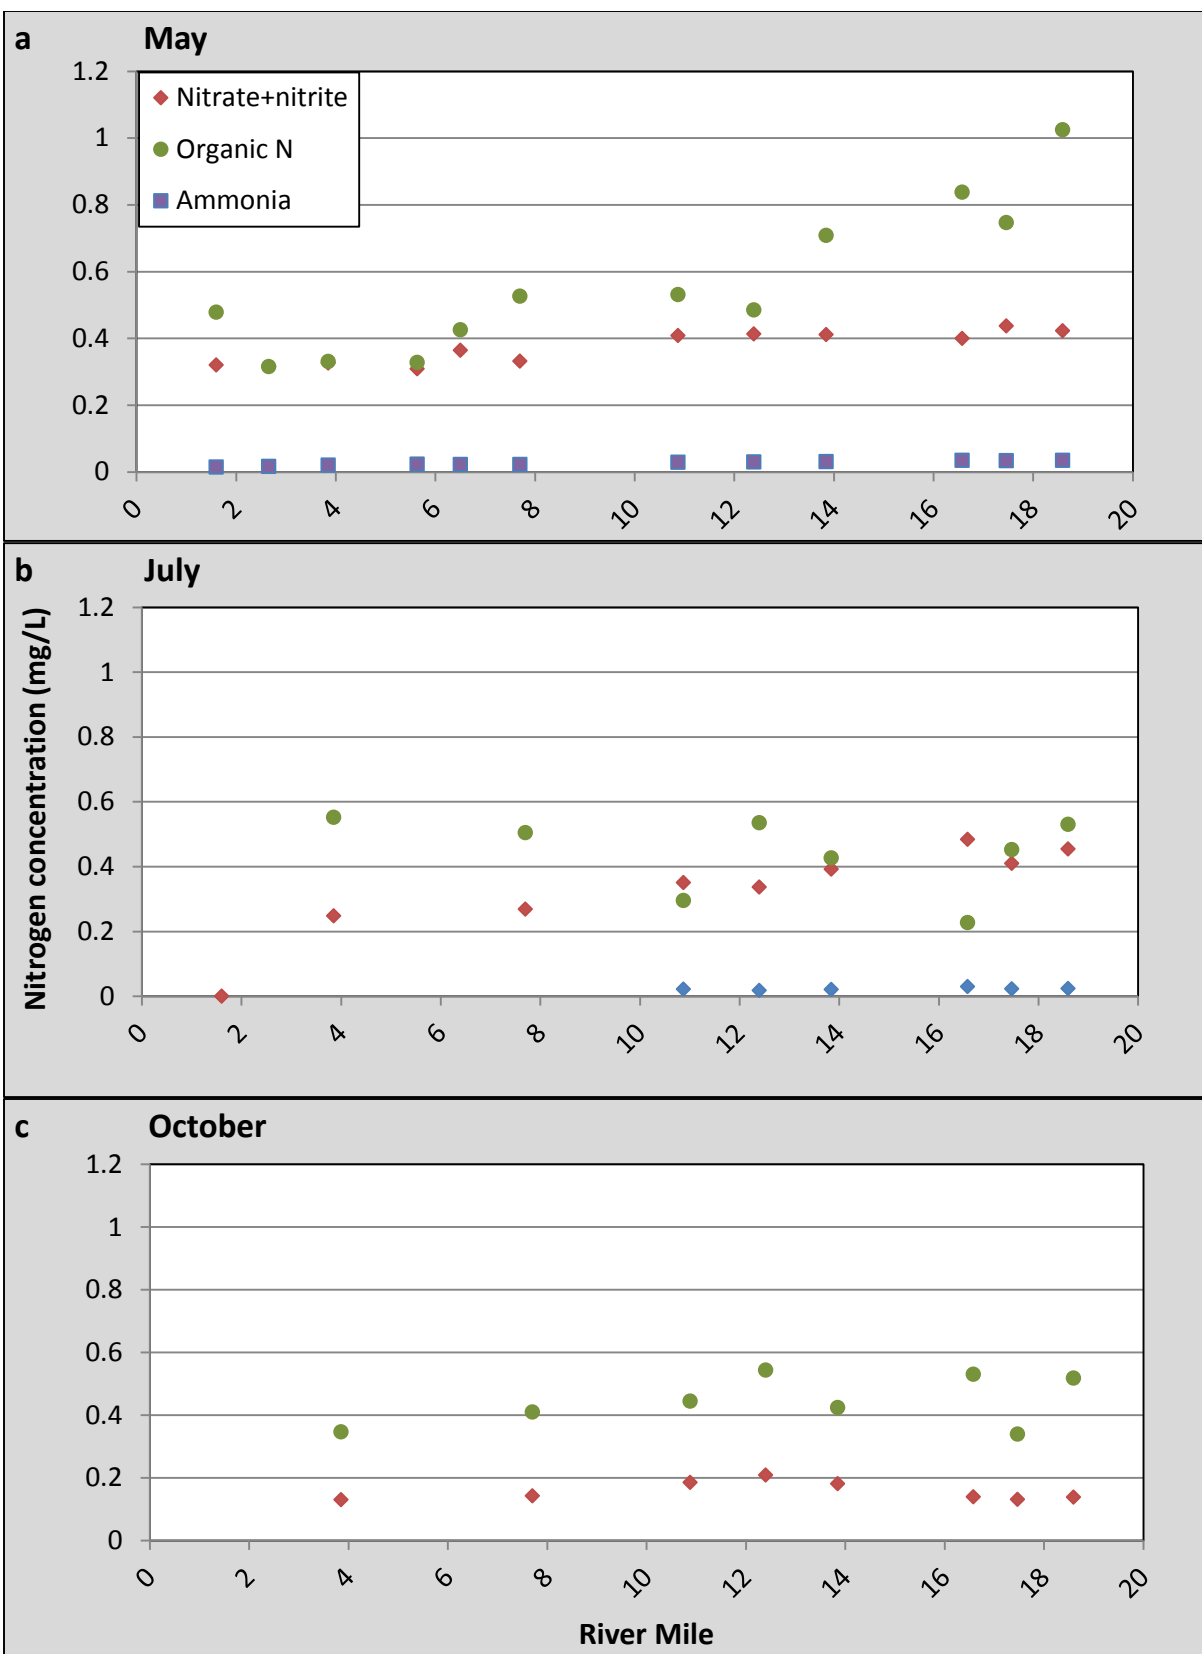 a May
1.2
1
0.8
0.6
0.4
0.2
0
Nitrate+nitrite
Organic N
Ammonia
0 2 4 6 8 10 12 14 16 18 20
b July
Nitrogen concentration (mg/L)
1.2
1
0.8
0.6
0.4
0.2
0
0 2 4 6 8 10 12 14 16 18 20
c October
1.2
1
0.8
0.6
0.4
0.2
0
0 2 4 6 8 10 12 14 16 18 20
River Mile